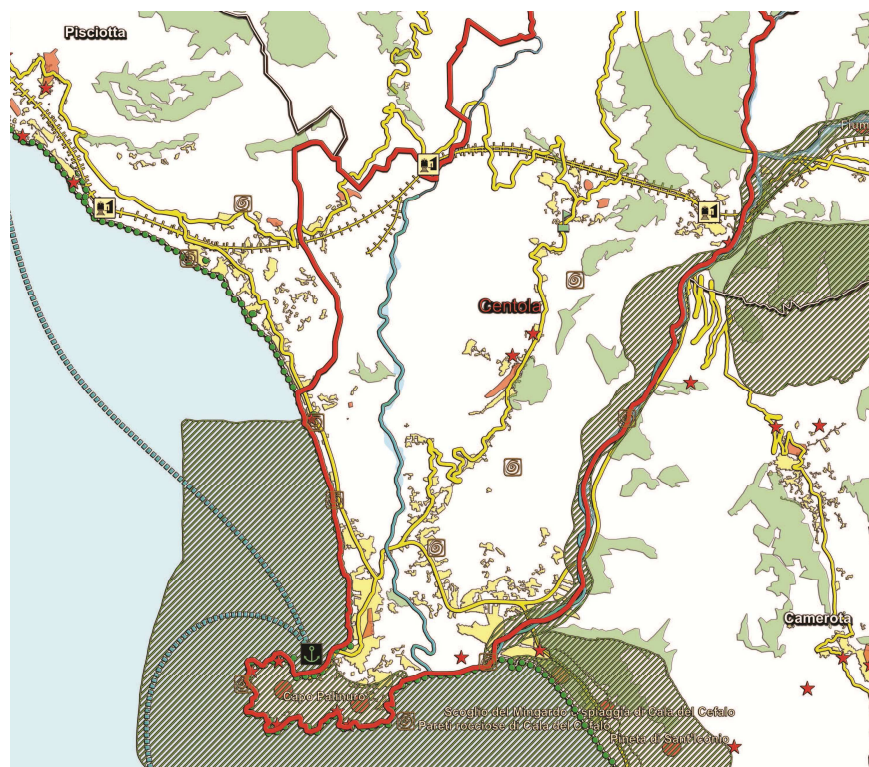 Pisciotta
Fium
Centola
Camerota
Capo Palinuro
Scoglio del Mingardo e spiaggia di Cala del Cefalo
Pareti rocciose di Cala del Cefalo
Pineta di Sant'Iconio